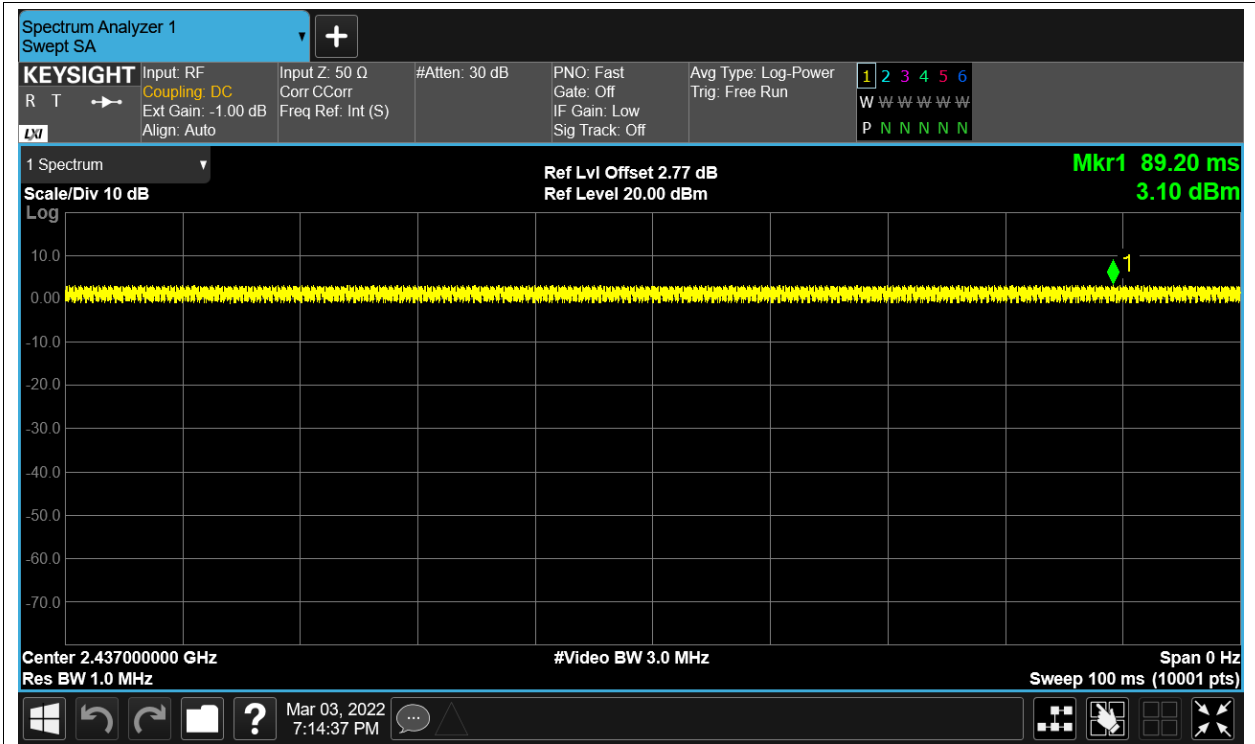 Spectrum Analyzer 1
Swept SA
KEYSIGHT
R T
LXI
Input: RF
Coupling: DC
Ext Gain: -1.00 dB
Align: Auto
Input Z: 50 Ω
Corr CCorr
Freq Ref: Int (S)
#Atten: 30 dB
PNO: Fast
Gate: Off
IF Gain: Low
Sig Track: Off
Avg Type: Log-Power
Trig: Free Run
1 2 3 4 5 6
W W W W W W
P N N N N N
1 Spectrum
Scale/Div 10 dB
Log
Ref Lvl Offset 2.77 dB
Ref Level 20.00 dBm
Mkr1 89.20 ms
3.10 dBm
10.0
1
0.00
-10.0
-20.0
-30.0
-40.0
-50.0
-60.0
-70.0
Center 2.437000000 GHz
Res BW 1.0 MHz
#Video BW 3.0 MHz
Span 0 Hz
Sweep 100 ms (10001 pts)
?
Mar 03, 2022
7:14:37 PM